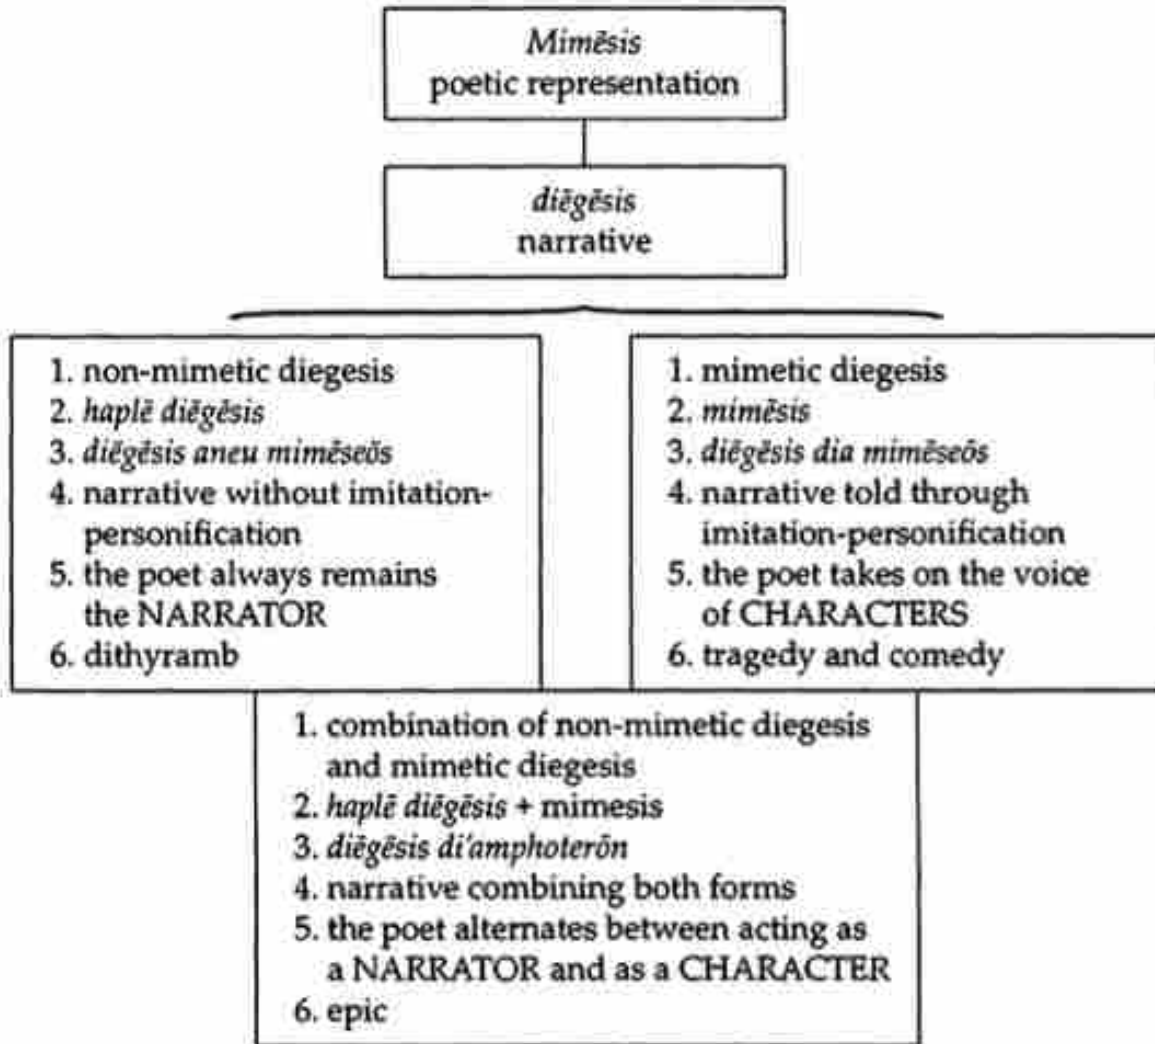 Mimēsis
poetic representation
diēgēsis
narrative
1. non-mimetic diegesis
2. haplē diēgēsis
3. diēgēsis aneu mimēseōs
4. narrative without imitation-
personification
5. the poet always remains
the NARRATOR
6. dithyramb
1. mimetic diegesis
2. mimēsis
3. diēgēsis dia mimēseōs
4. narrative told through
imitation-personification
5. the poet takes on the voice
of CHARACTERS
6. tragedy and comedy
1. combination of non-mimetic diegesis
and mimetic diegesis
2. haplē diēgēsis + mimesis
3. diēgēsis di'amphoterōn
4. narrative combining both forms
5. the poet alternates between acting as
a NARRATOR and as a CHARACTER
6. epic